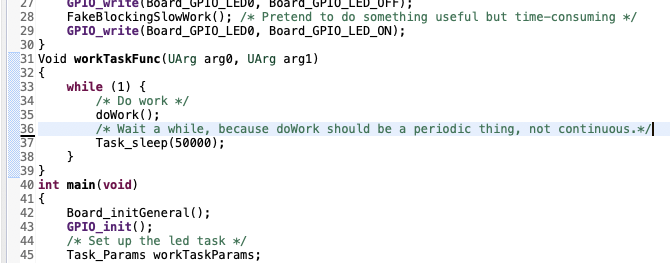 27 GPIO_write(Board_GPIO_LED0, Board_GPIO_LED_OFF);
28 FakeBlockingSlowWork(); /* Pretend to do something useful but time-consuming */
29 GPIO_write(Board_GPIO_LED0, Board_GPIO_LED_ON);
30 }
31 Void workTaskFunc(UArg arg0, UArg arg1)
32 {
33 while (1) {
34 /* Do work */
35 doWork();
36 /* Wait a while, because doWork should be a periodic thing, not continuous.*/
37 Task_sleep(50000);
38 }
39 }
40 int main(void)
41 {
42 Board_initGeneral();
43 GPIO_init();
44 /* Set up the led task */
45 Task_Params workTaskParams;